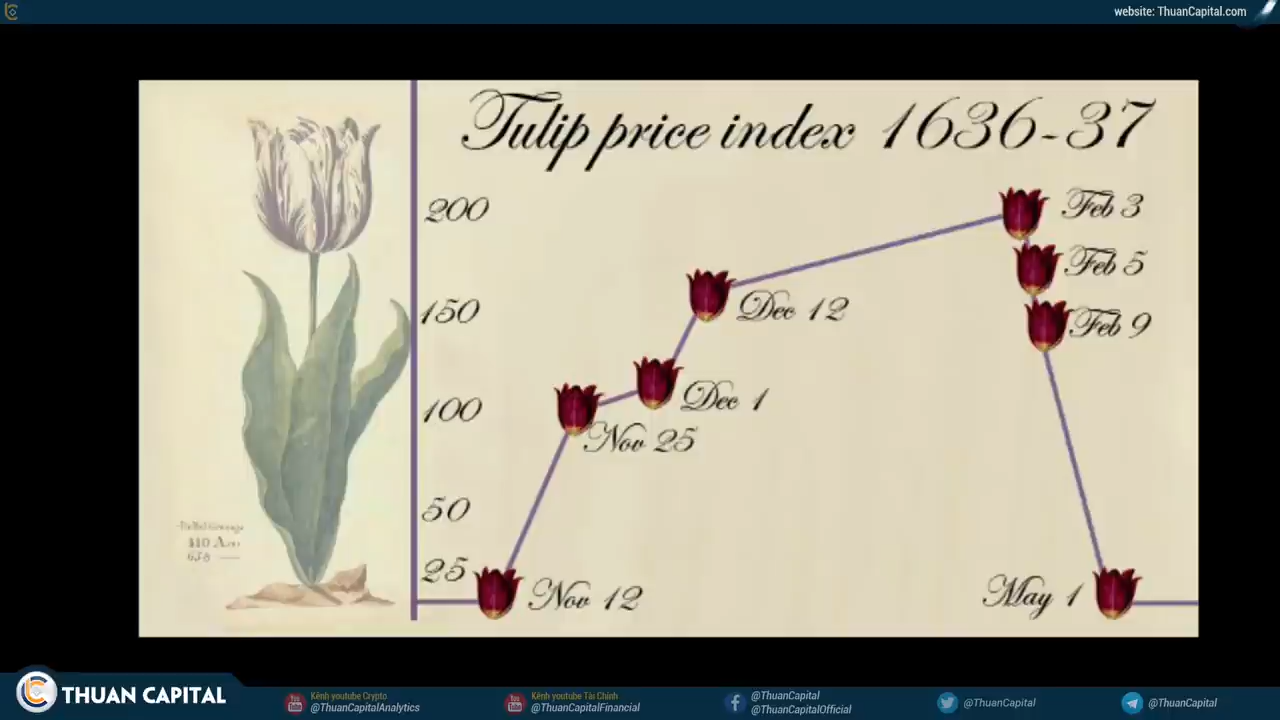 website: ThuanCapital.com
Tulip price index 1636-37
200
150
100
50
25
Feb 3
Feb 5
Feb 9
Dec 12
Dec 1
Nov 25
Nov 12
May 1
THUAN CAPITAL
Kênh youtube Crypto
@ThuanCapitalAnalytics
Kênh youtube Tài Chính
@ThuanCapitalFinancial
@ThuanCapital
@ThuanCapitalOfficial
@ThuanCapital
@ThuanCapital